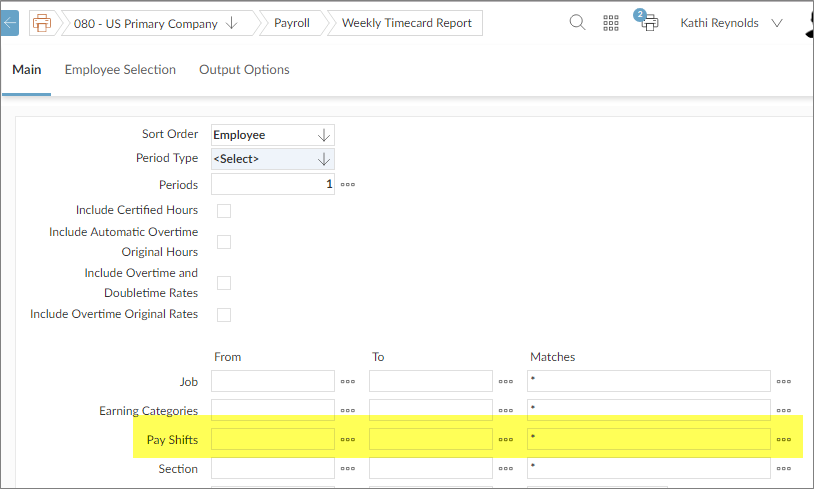 080 - US Primary Company Payroll Weekly Timecard Report 2 Kathi Reynolds
Main Employee Selection Output Options
Sort Order Employee
Period Type <Select>
Periods 1
Include Certified Hours
Include Automatic Overtime
Original Hours
Include Overtime and
Doubletime Rates
Include Overtime Original Rates
From To Matches
Job *
Earning Categories *
Pay Shifts *
Section *